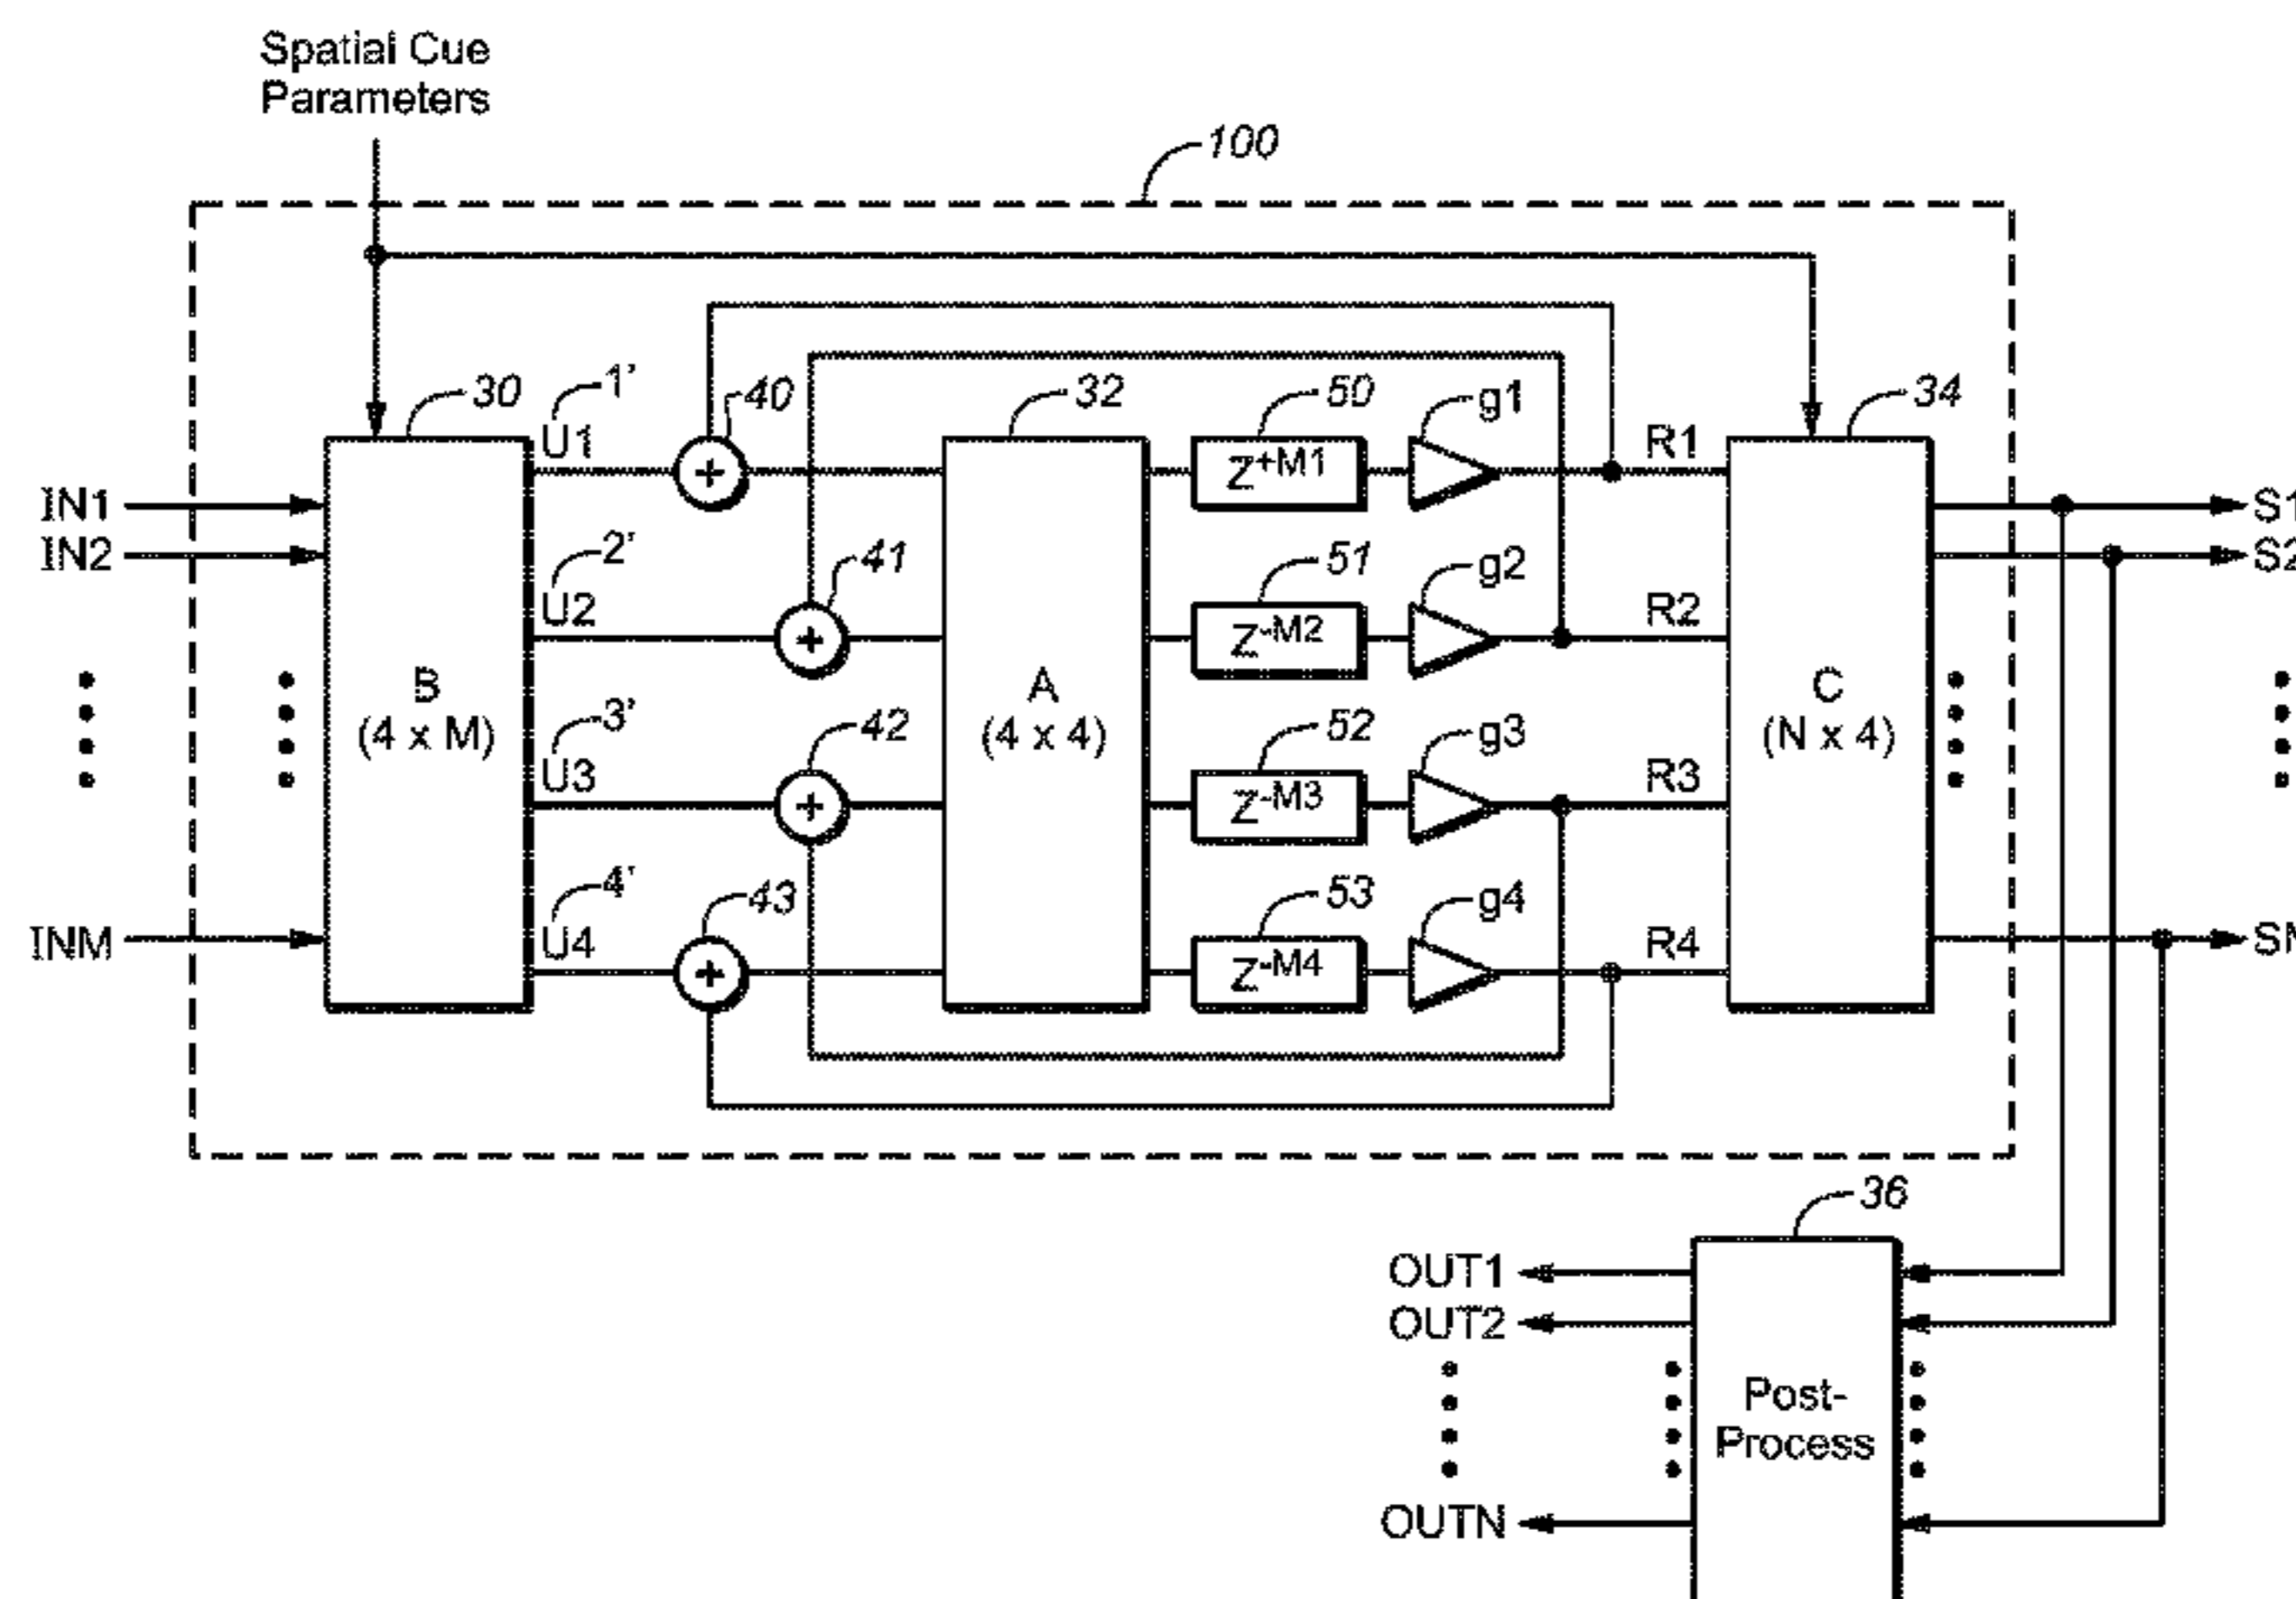 Spatial Cue
Parameters
100
30
1'
40
32
50
g1
34
U1
R1
Z+M1
IN1
S1
IN2
S2
2'
41
51
g2
U2
R2
Z-M2
B
(4 x M)
A
(4 x 4)
C
(N x 4)
3'
42
52
g3
U3
R3
Z-M3
4'
43
53
g4
U4
R4
Z-M4
INM
36
OUT1
OUT2
Post-
Process
OUTN